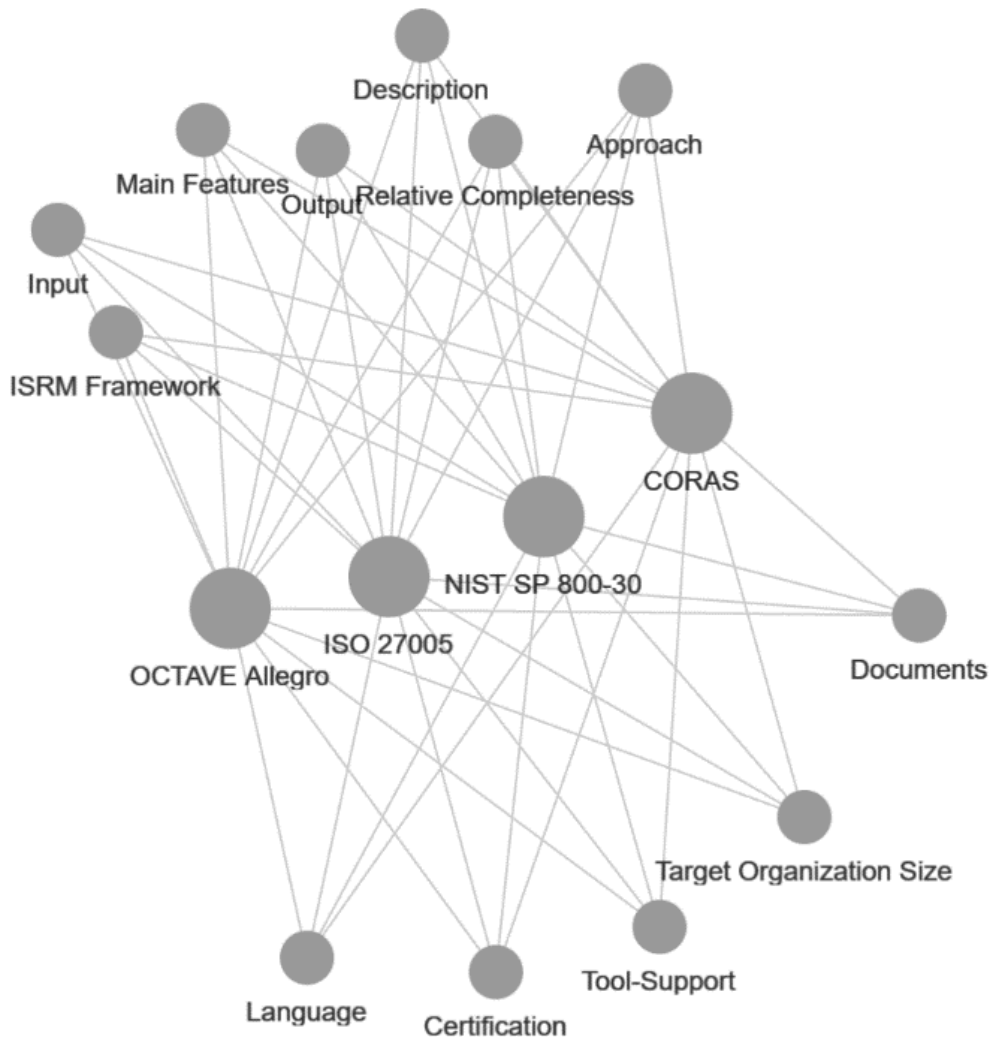 Description
Approach
Main Features
Output
Relative Completeness
Input
ISRM Framework
CORAS
NIST SP 800-30
ISO 27005
OCTAVE Allegro
Documents
Target Organization Size
Tool-Support
Language
Certification